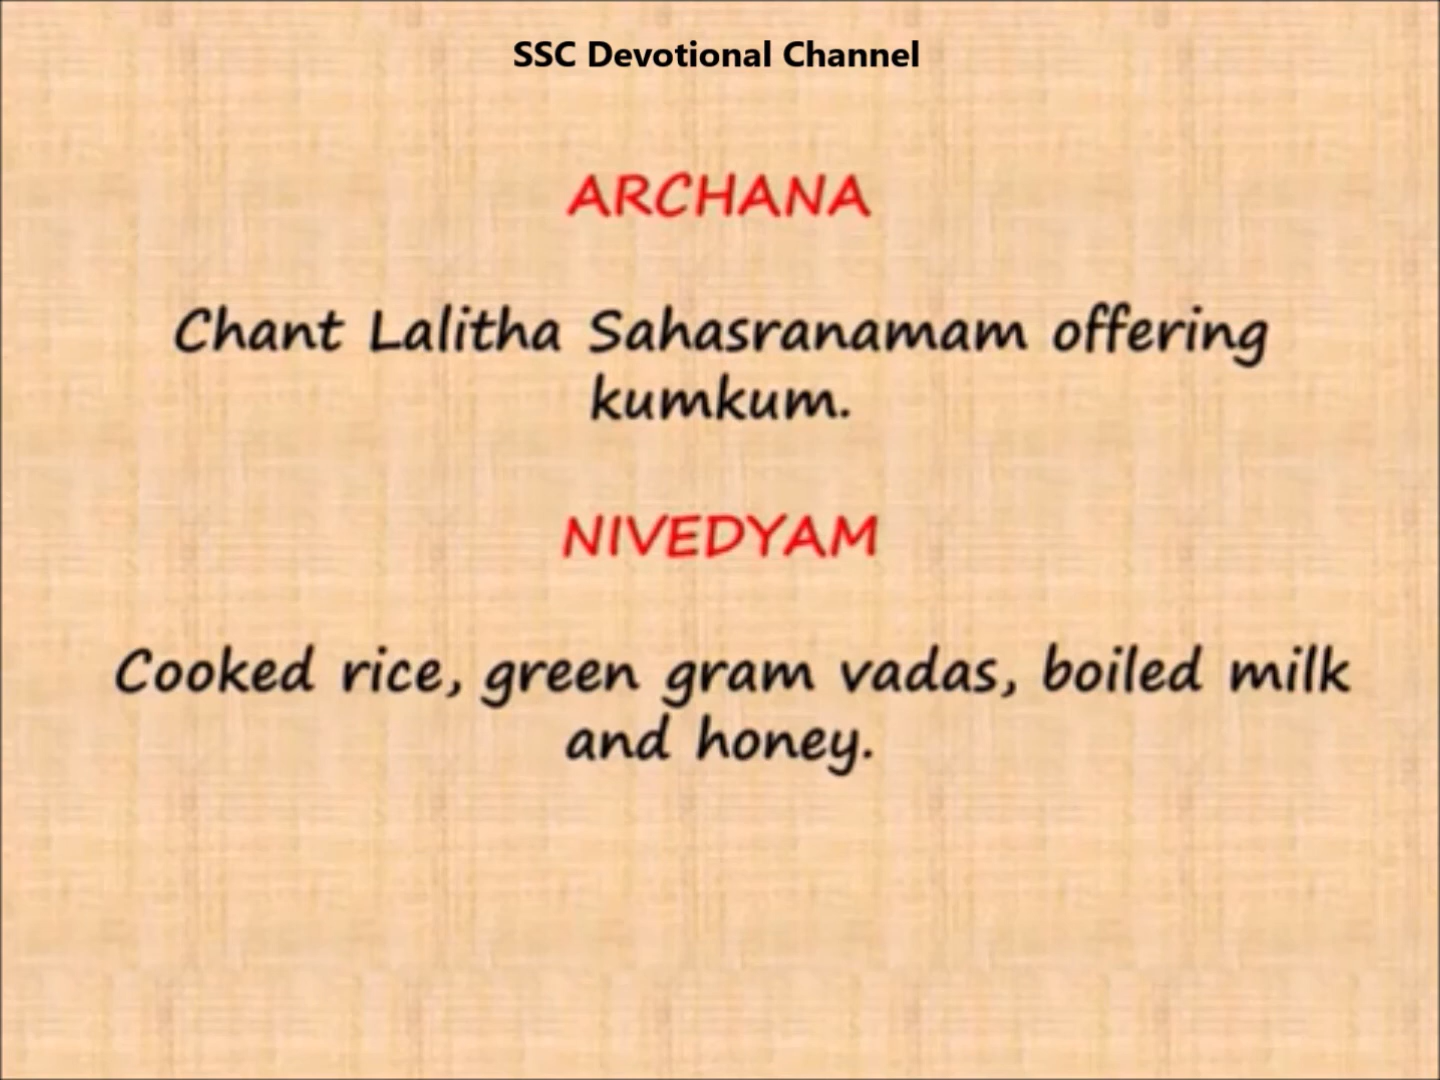 SSC Devotional Channel
ARCHANA
Chant Lalitha Sahasranamam offering
kumkum.
NIVEDYAM
Cooked rice, green gram vadas, boiled milk
and honey.